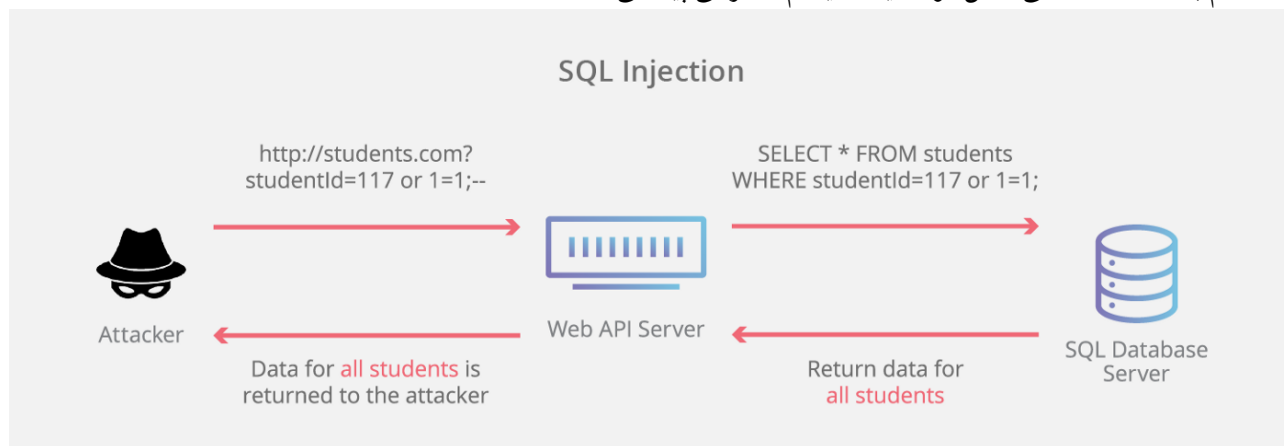 SQL Injection
http://students.com?
studentId=117 or 1=1;--
SELECT * FROM students
WHERE studentId=117 or 1=1;
Attacker
Web API Server
SQL Database
Server
Data for all students is
returned to the attacker
Return data for
all students